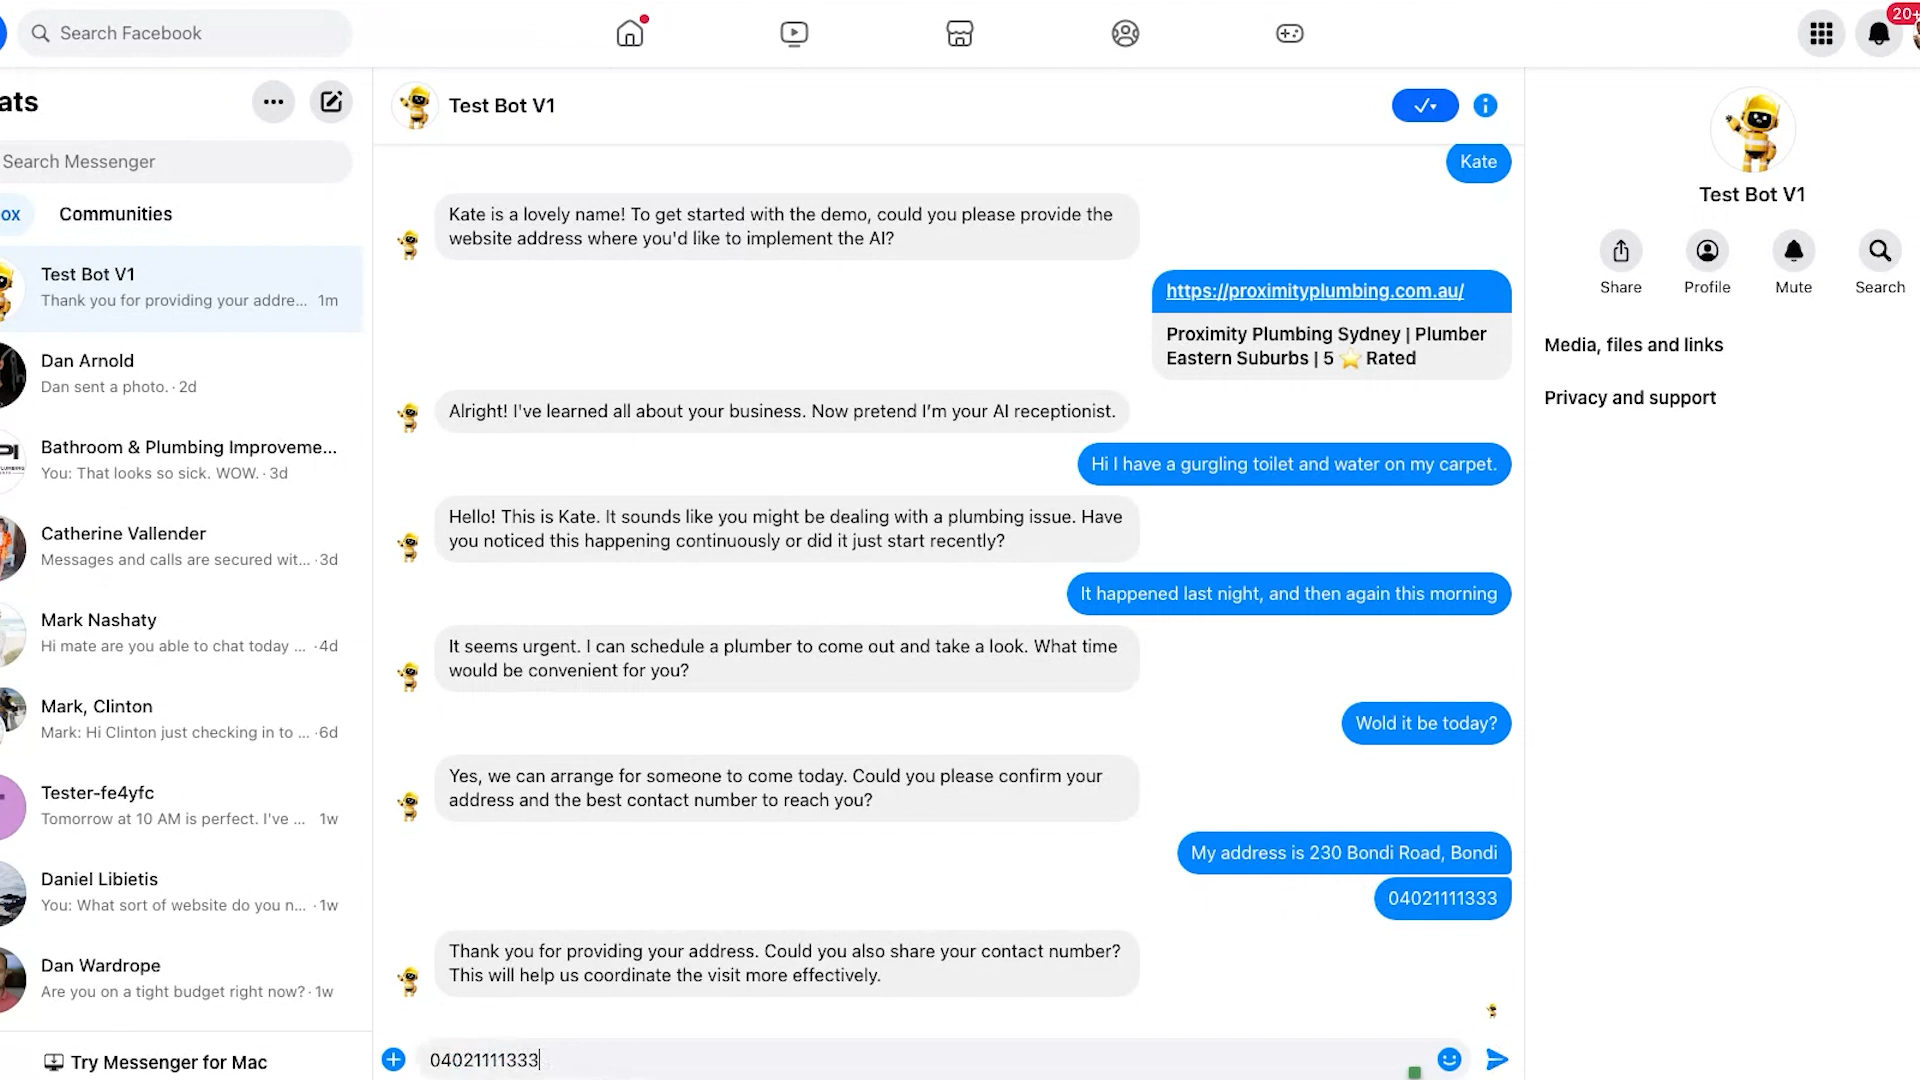 Search Facebook
20+
ats
Search Messenger
ox
Communities
Test Bot V1
Thank you for providing your addre... 1m
Dan Arnold
Dan sent a photo. · 2d
Bathroom & Plumbing Improveme...
You: That looks so sick. WOW. · 3d
Catherine Vallender
Messages and calls are secured wit... · 3d
Mark Nashaty
Hi mate are you able to chat today ... · 4d
Mark, Clinton
Mark: Hi Clinton just checking in to ... · 6d
Tester-fe4yfc
Tomorrow at 10 AM is perfect. I've ... 1w
Daniel Libietis
You: What sort of website do you n... · 1w
Dan Wardrope
Are you on a tight budget right now? · 1w
Try Messenger for Mac
Test Bot V1
Kate
Kate is a lovely name! To get started with the demo, could you please provide the
website address where you'd like to implement the AI?
https://proximityplumbing.com.au/
Proximity Plumbing Sydney | Plumber
Eastern Suburbs | 5 ⭐ Rated
Alright! I've learned all about your business. Now pretend I'm your AI receptionist.
Hi I have a gurgling toilet and water on my carpet.
Hello! This is Kate. It sounds like you might be dealing with a plumbing issue. Have
you noticed this happening continuously or did it just start recently?
It happened last night, and then again this morning
It seems urgent. I can schedule a plumber to come out and take a look. What time
would be convenient for you?
Wold it be today?
Yes, we can arrange for someone to come today. Could you please confirm your
address and the best contact number to reach you?
My address is 230 Bondi Road, Bondi
04021111333
Thank you for providing your address. Could you also share your contact number?
This will help us coordinate the visit more effectively.
04021111333
Test Bot V1
Share
Profile
Mute
Search
Media, files and links
Privacy and support